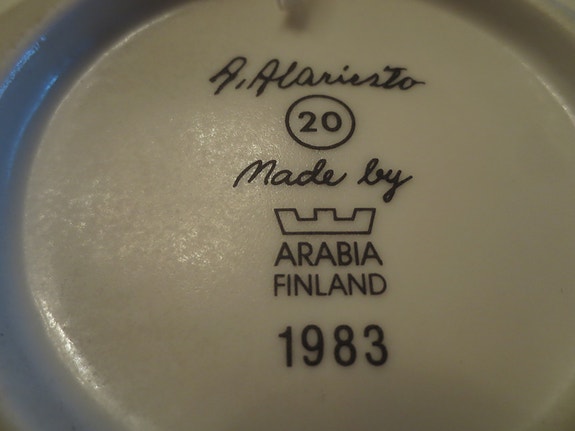 A. Alariesto
20
Made by
ARABIA
FINLAND
1983